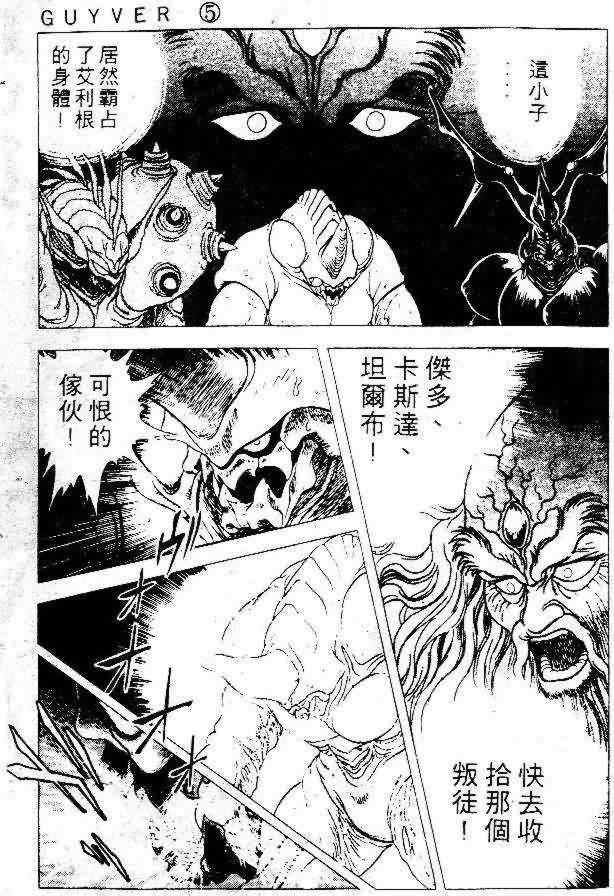 GUYVER ⑤
這小子
⋯⋯
居然霸占
了艾利根
的身體！
傑多、
卡斯達、
坦爾布！
快去收
拾那個
叛徒！
可恨的
傢伙！